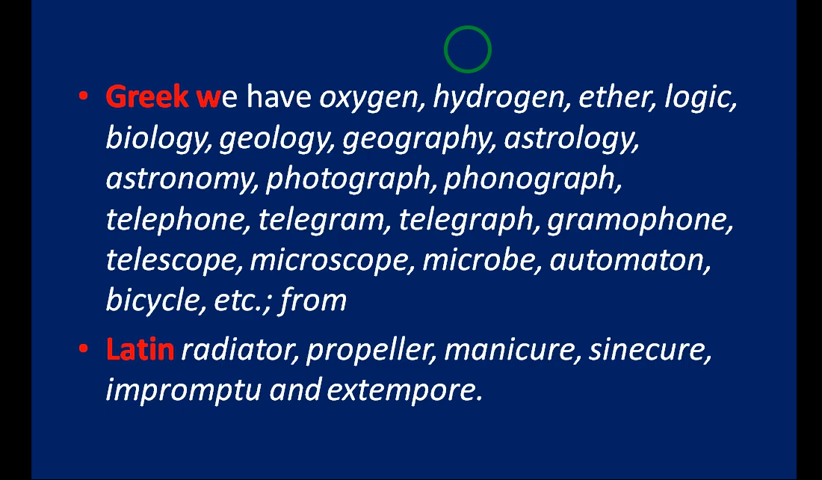 • Greek we have oxygen, hydrogen, ether, logic,
biology, geology, geography, astrology,
astronomy, photograph, phonograph,
telephone, telegram, telegraph, gramophone,
telescope, microscope, microbe, automaton,
bicycle, etc.; from
• Latin radiator, propeller, manicure, sinecure,
impromptu and extempore.